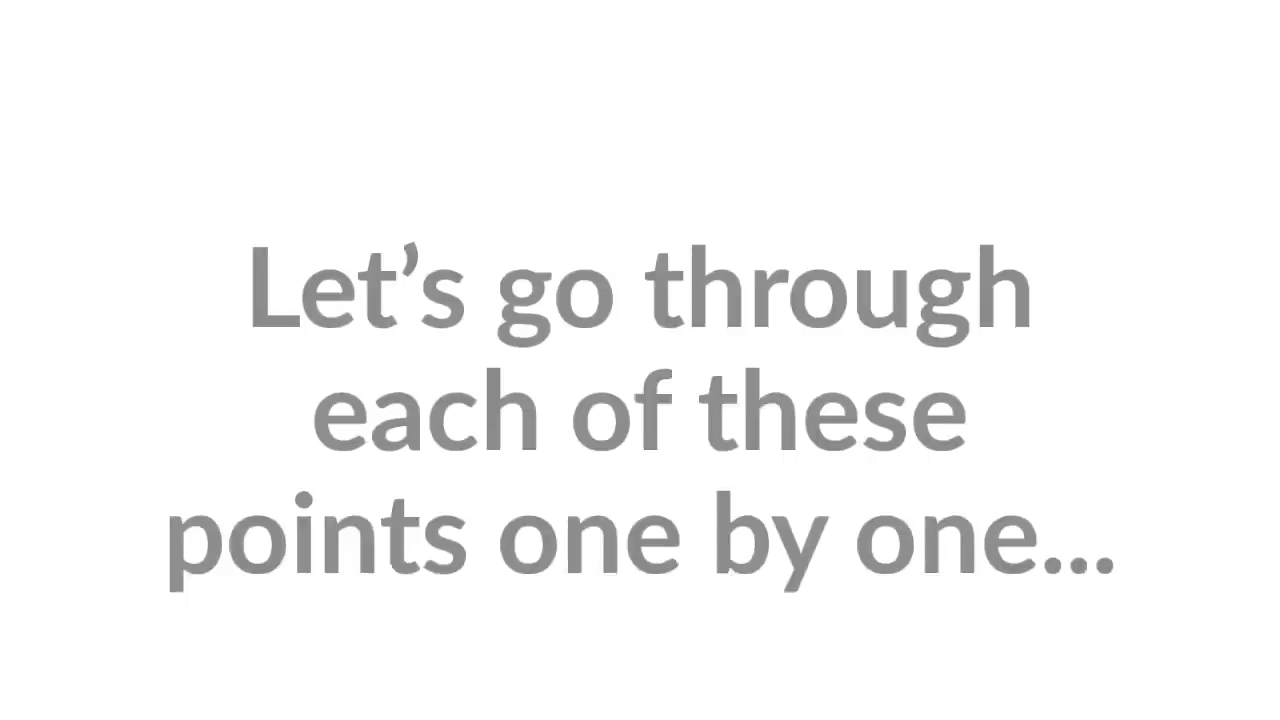 Let’s go through
each of these
points one by one...